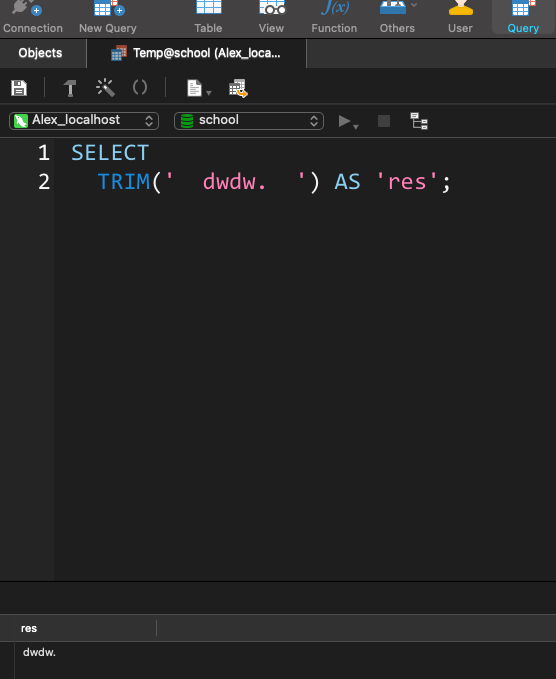 Connection New Query Table View Function Others User Query
Objects Temp@school (Alex_loca...
Alex_localhost school
1 SELECT
2   TRIM('  dwdw.  ') AS 'res';
res
dwdw.